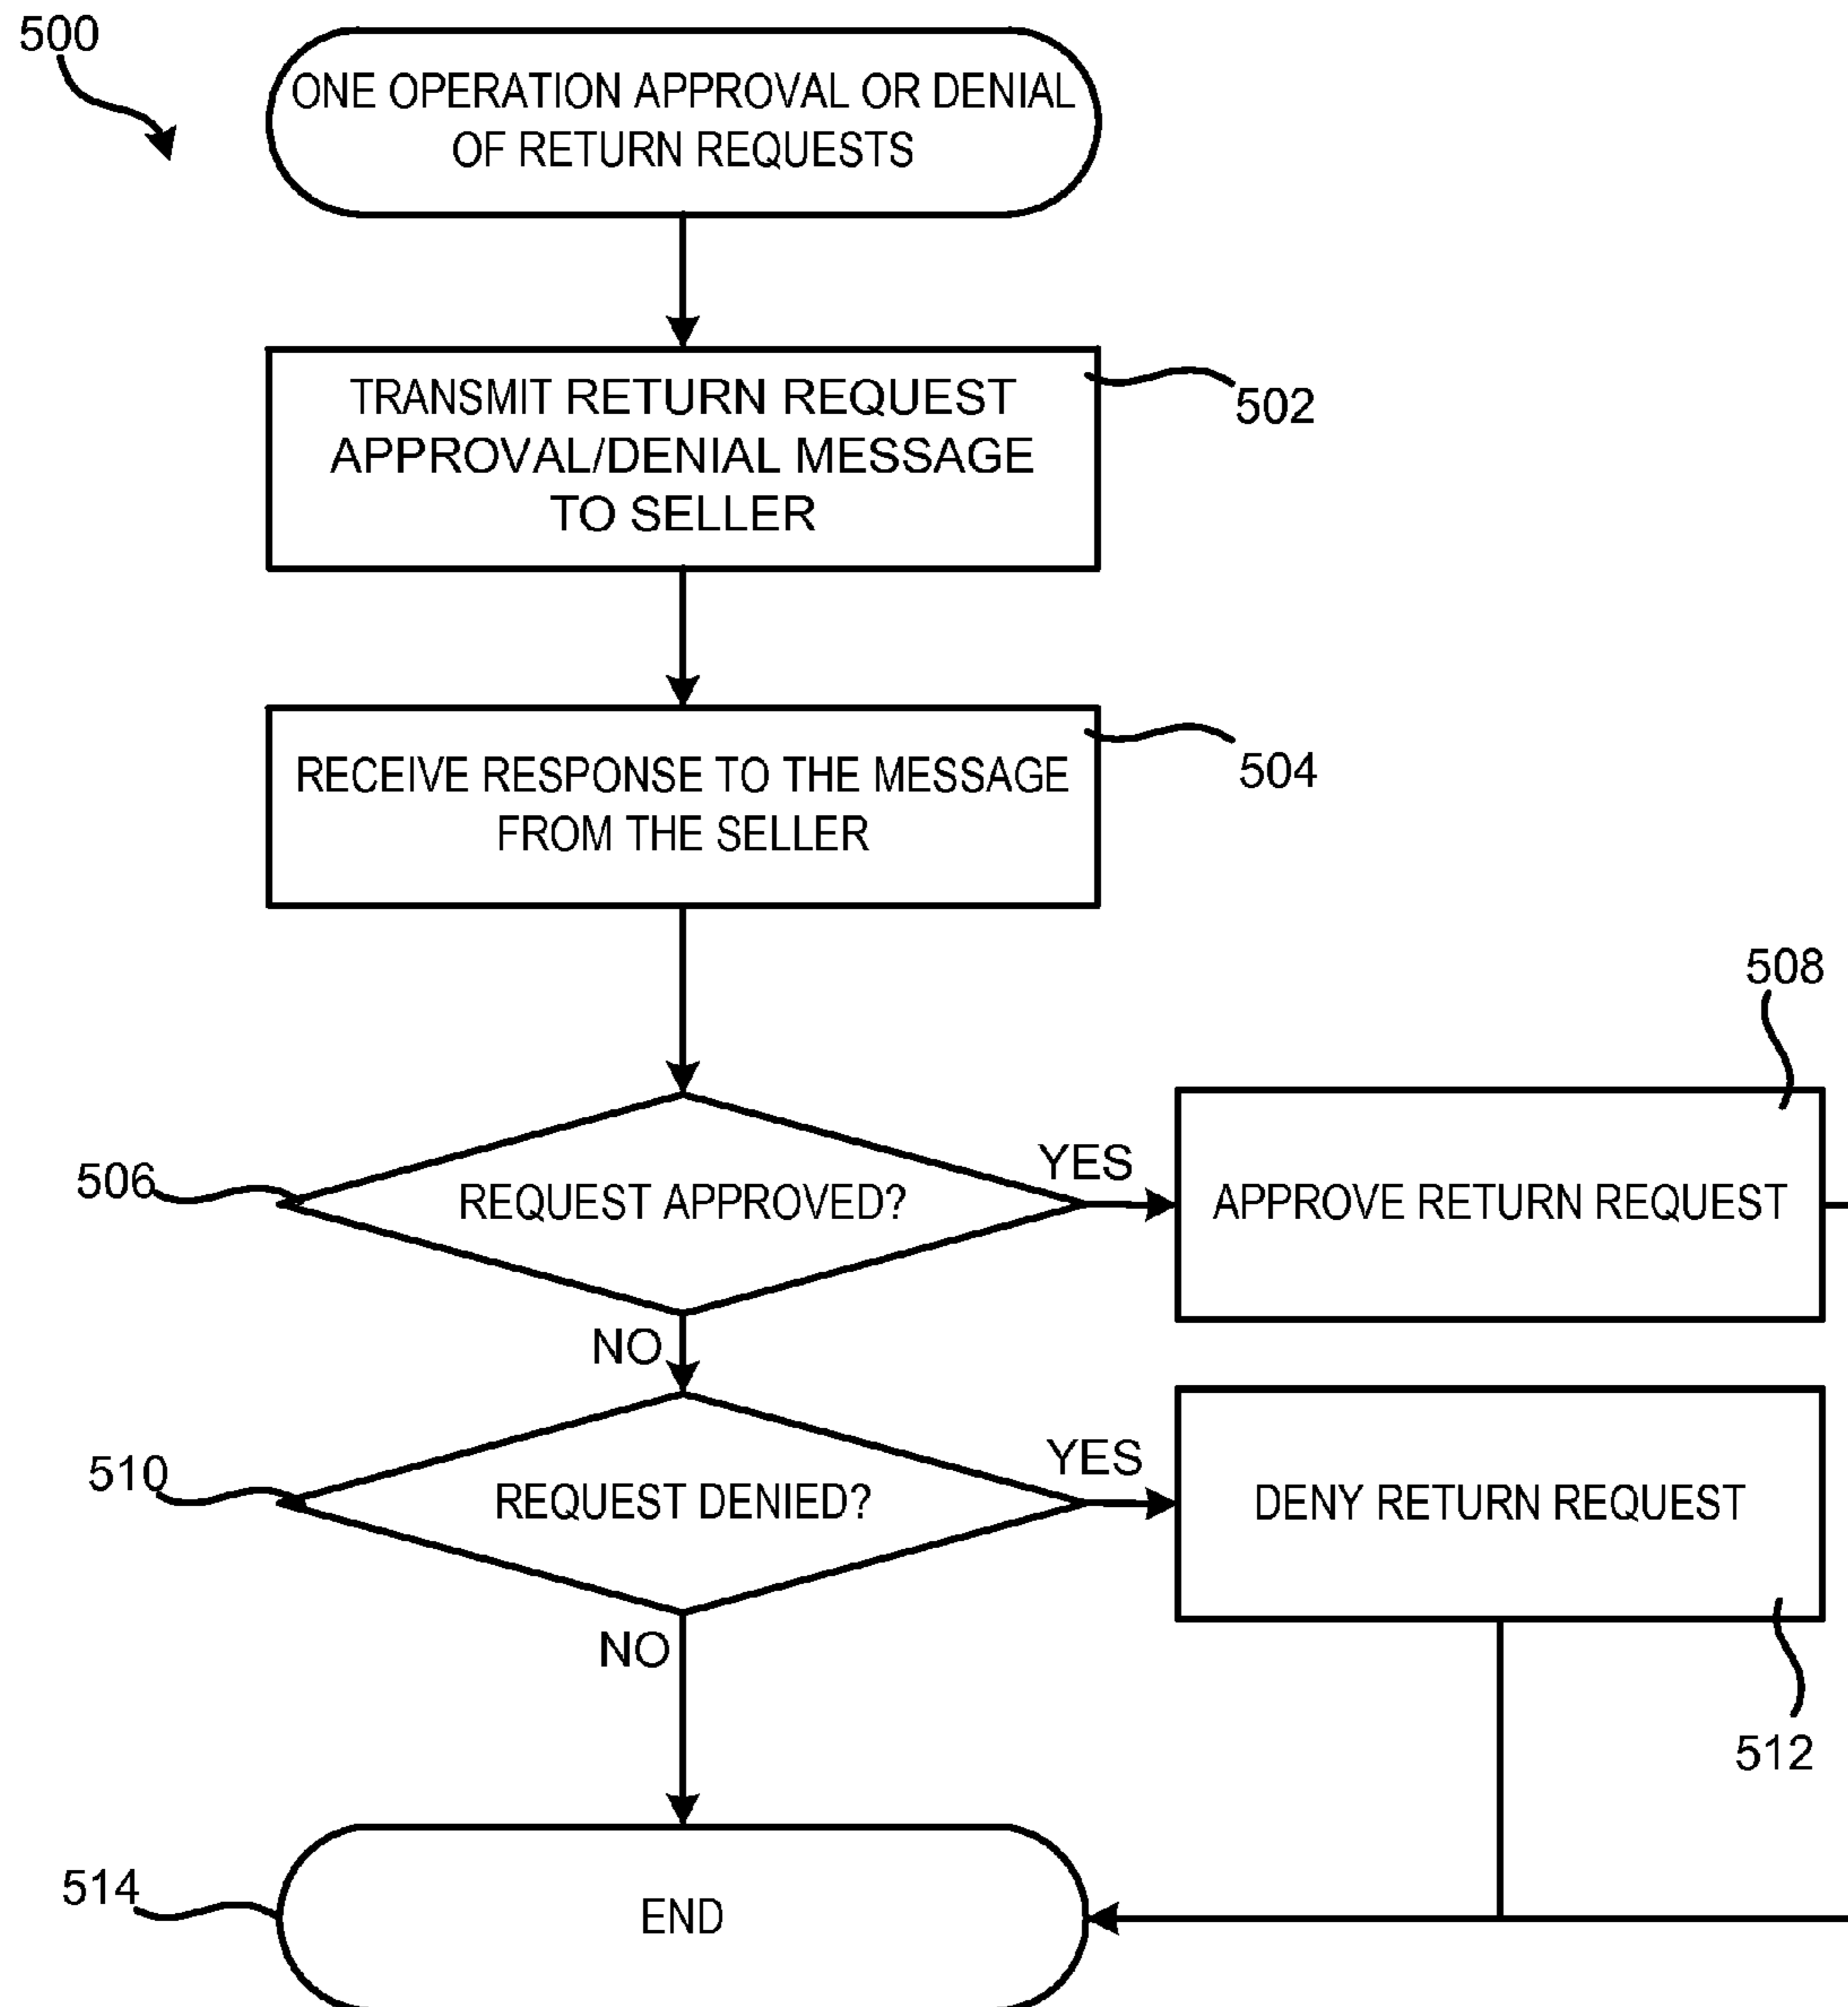 500
ONE OPERATION APPROVAL OR DENIAL
OF RETURN REQUESTS
TRANSMIT RETURN REQUEST
APPROVAL/DENIAL MESSAGE
TO SELLER
502
RECEIVE RESPONSE TO THE MESSAGE
FROM THE SELLER
504
506
REQUEST APPROVED?
YES
508
APPROVE RETURN REQUEST
NO
510
REQUEST DENIED?
YES
DENY RETURN REQUEST
512
NO
514
END